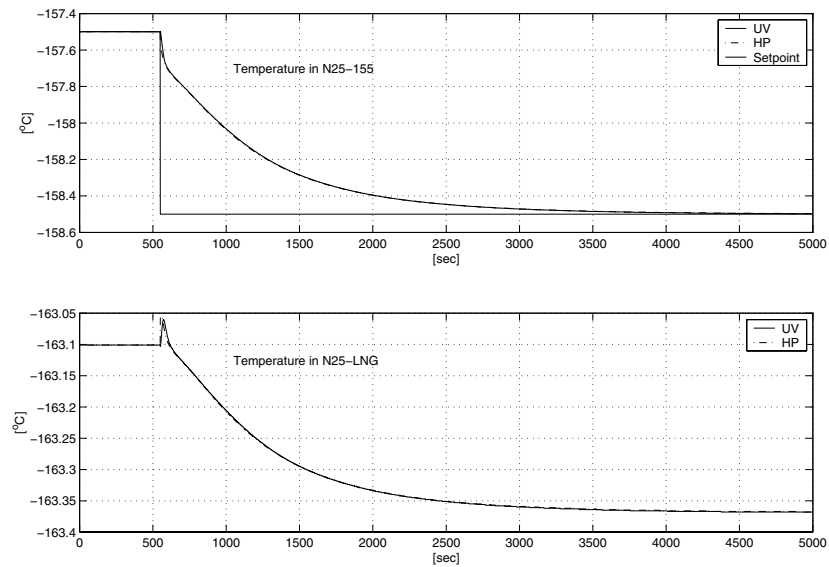 −157.4
−157.6
−157.8
−158
−158.2
−158.4
−158.6
[°C]
UV
HP
Setpoint
Temperature in N25−155
0 500 1000 1500 2000 2500 3000 3500 4000 4500 5000
[sec]
−163.05
−163.1
−163.15
−163.2
−163.25
−163.3
−163.35
−163.4
[°C]
UV
HP
Temperature in N25−LNG
0 500 1000 1500 2000 2500 3000 3500 4000 4500 5000
[sec]